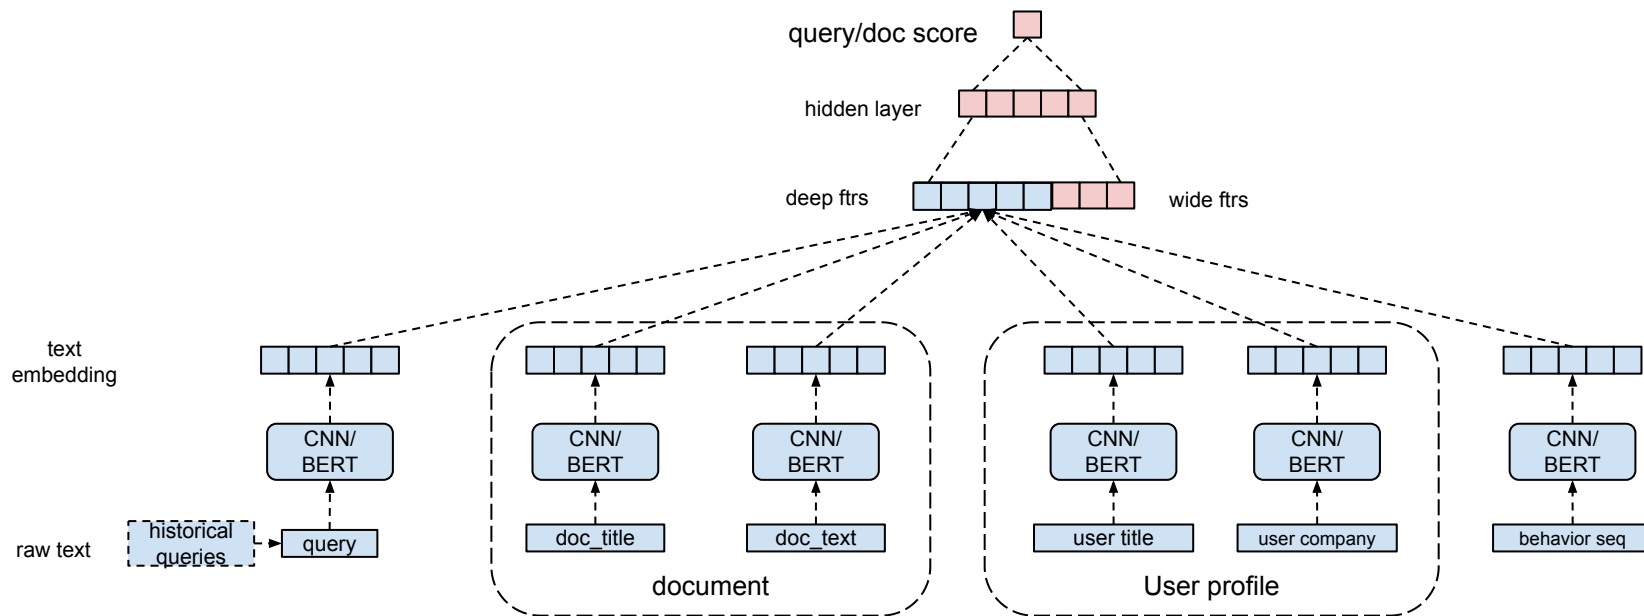 query/doc score
hidden layer
deep ftrs
wide ftrs
text
embedding
CNN/
BERT
CNN/
BERT
CNN/
BERT
CNN/
BERT
CNN/
BERT
CNN/
BERT
raw text
historical
queries
query
doc_title
doc_text
user title
user company
behavior seq
document
User profile